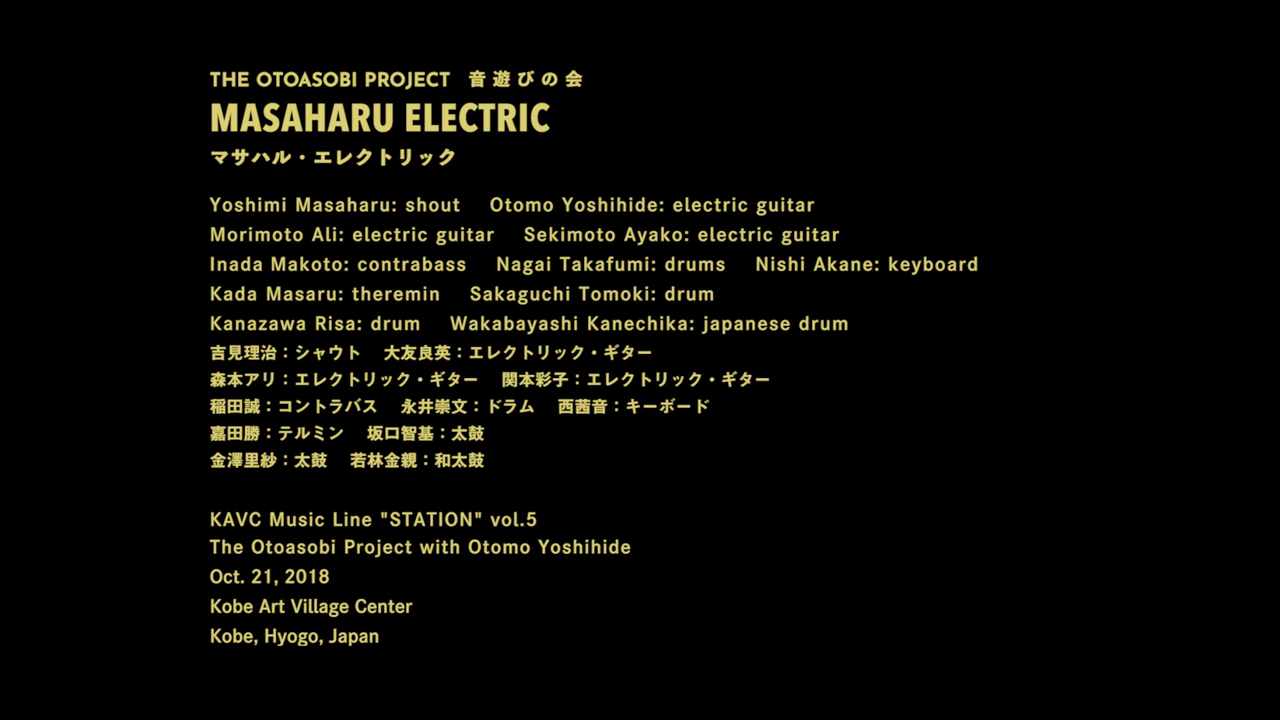 THE OTOASOBI PROJECT 音遊びの会
MASAHARU ELECTRIC
マサハル・エレクトリック
Yoshimi Masaharu: shout Otomo Yoshihide: electric guitar
Morimoto Ali: electric guitar Sekimoto Ayako: electric guitar
Inada Makoto: contrabass Nagai Takafumi: drums Nishi Akane: keyboard
Kada Masaru: theremin Sakaguchi Tomoki: drum
Kanazawa Risa: drum Wakabayashi Kanechika: japanese drum
吉見理治：シャウト 大友良英：エレクトリック・ギター
森本アリ：エレクトリック・ギター 関本彩子：エレクトリック・ギター
稲田誠：コントラバス 永井崇文：ドラム 西茜音：キーボード
嘉田勝：テルミン 坂口智基：太鼓
金澤里紗：太鼓 若林金親：和太鼓
KAVC Music Line "STATION" vol.5
The Otoasobi Project with Otomo Yoshihide
Oct. 21, 2018
Kobe Art Village Center
Kobe, Hyogo, Japan